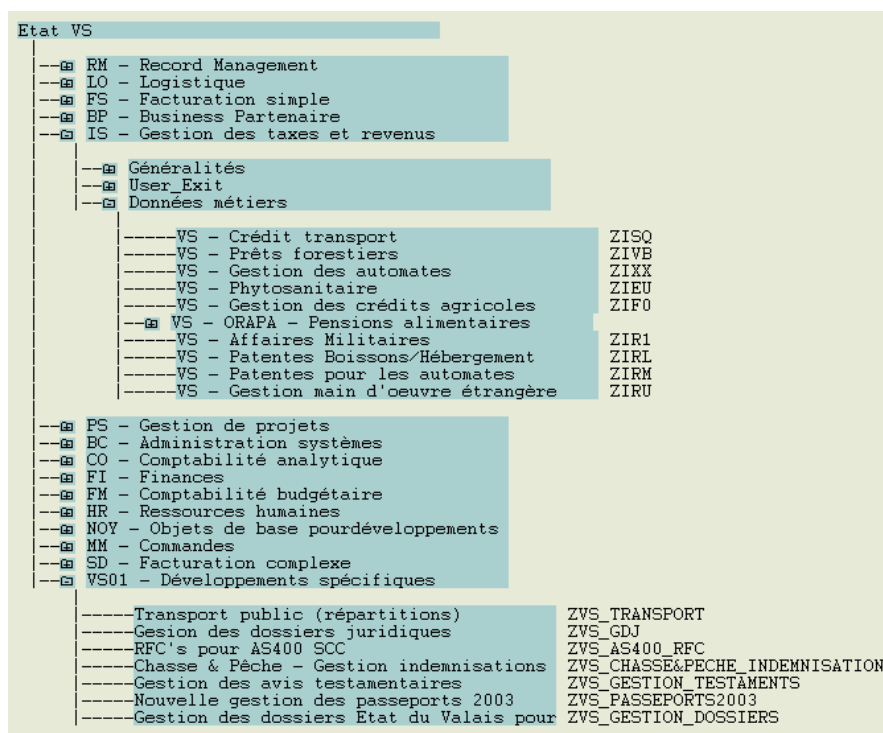 Etat VS
RM - Record Management
LO - Logistique
FS - Facturation simple
BP - Business Partenaire
IS - Gestion des taxes et revenus
Généralités
User_Exit
Données métiers
VS - Crédit transport ZISQ
VS - Prêts forestiers ZIVB
VS - Gestion des automates ZIXX
VS - Phytosanitaire ZIEU
VS - Gestion des crédits agricoles ZIF0
VS - ORAPA - Pensions alimentaires
VS - Affaires Militaires ZIR1
VS - Patentes Boissons/Hébergement ZIRL
VS - Patentes pour les automates ZIRM
VS - Gestion main d'oeuvre étrangère ZIRU
PS - Gestion de projets
BC - Administration systèmes
CO - Comptabilité analytique
FI - Finances
FM - Comptabilité budgétaire
HR - Ressources humaines
NOY - Objets de base pourdéveloppements
MM - Commandes
SD - Facturation complexe
VS01 - Développements spécifiques
Transport public (répartitions) ZVS_TRANSPORT
Gesion des dossiers juridiques ZVS_GDJ
RFC's pour AS400 SCC ZVS_AS400_RFC
Chasse & Pêche - Gestion indemnisations ZVS_CHASSE&PECHE_INDEMNISATION
Gestion des avis testamentaires ZVS_GESTION_TESTAMENTS
Nouvelle gestion des passeports 2003 ZVS_PASSEPORTS2003
Gestion des dossiers Etat du Valais pour ZVS_GESTION_DOSSIERS